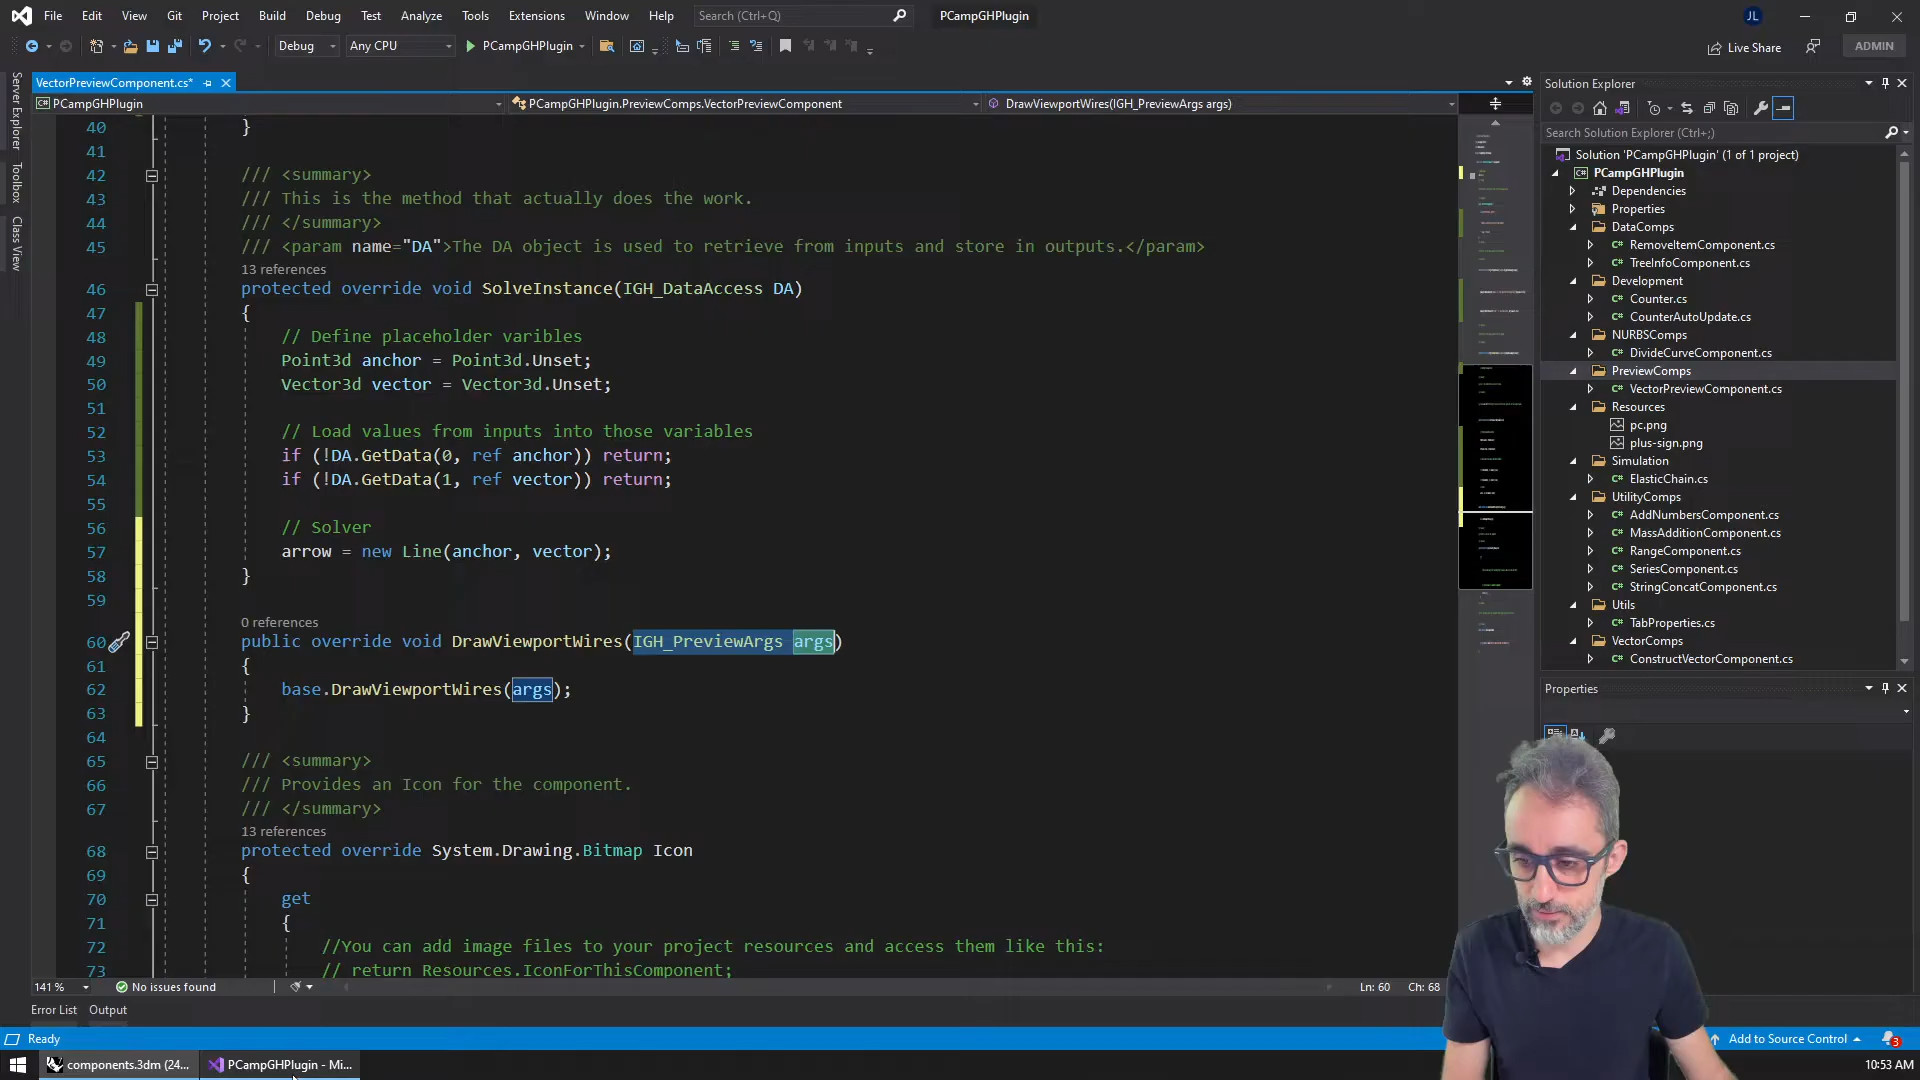 File Edit View Git Project Build Debug Test Analyze Tools Extensions Window Help Search (Ctrl+Q) PCampGHPlugin JL
Debug Any CPU PCampGHPlugin Live Share ADMIN
Server Explorer
Toolbox
Class View
VectorPreviewComponent.cs*
PCampGHPlugin PCampGHPlugin.PreviewComps.VectorPreviewComponent DrawViewportWires(IGH_PreviewArgs args)
40 }
41
42 /// <summary>
43 /// This is the method that actually does the work.
44 /// </summary>
45 /// <param name="DA">The DA object is used to retrieve from inputs and store in outputs.</param>
13 references
46 protected override void SolveInstance(IGH_DataAccess DA)
47 {
48 // Define placeholder varibles
49 Point3d anchor = Point3d.Unset;
50 Vector3d vector = Vector3d.Unset;
51
52 // Load values from inputs into those variables
53 if (!DA.GetData(0, ref anchor)) return;
54 if (!DA.GetData(1, ref vector)) return;
55
56 // Solver
57 arrow = new Line(anchor, vector);
58 }
59
0 references
60 public override void DrawViewportWires(IGH_PreviewArgs args)
61 {
62 base.DrawViewportWires(args);
63 }
64
65 /// <summary>
66 /// Provides an Icon for the component.
67 /// </summary>
13 references
68 protected override System.Drawing.Bitmap Icon
69 {
70 get
71 {
72 //You can add image files to your project resources and access them like this:
73 // return Resources.IconForThisComponent;
141 % No issues found Ln: 60 Ch: 68
Error List Output
Ready
Solution Explorer
Search Solution Explorer (Ctrl+;)
Solution 'PCampGHPlugin' (1 of 1 project)
C# PCampGHPlugin
Dependencies
Properties
DataComps
C# RemoveItemComponent.cs
C# TreeInfoComponent.cs
Development
C# Counter.cs
C# CounterAutoUpdate.cs
NURBSComps
C# DivideCurveComponent.cs
PreviewComps
C# VectorPreviewComponent.cs
Resources
pc.png
plus-sign.png
Simulation
C# ElasticChain.cs
UtilityComps
C# AddNumbersComponent.cs
C# MassAdditionComponent.cs
C# RangeComponent.cs
C# SeriesComponent.cs
C# StringConcatComponent.cs
Utils
C# TabProperties.cs
VectorComps
C# ConstructVectorComponent.cs
Properties
Add to Source Control 3
components.3dm (24... PCampGHPlugin - Mi... 10:53 AM